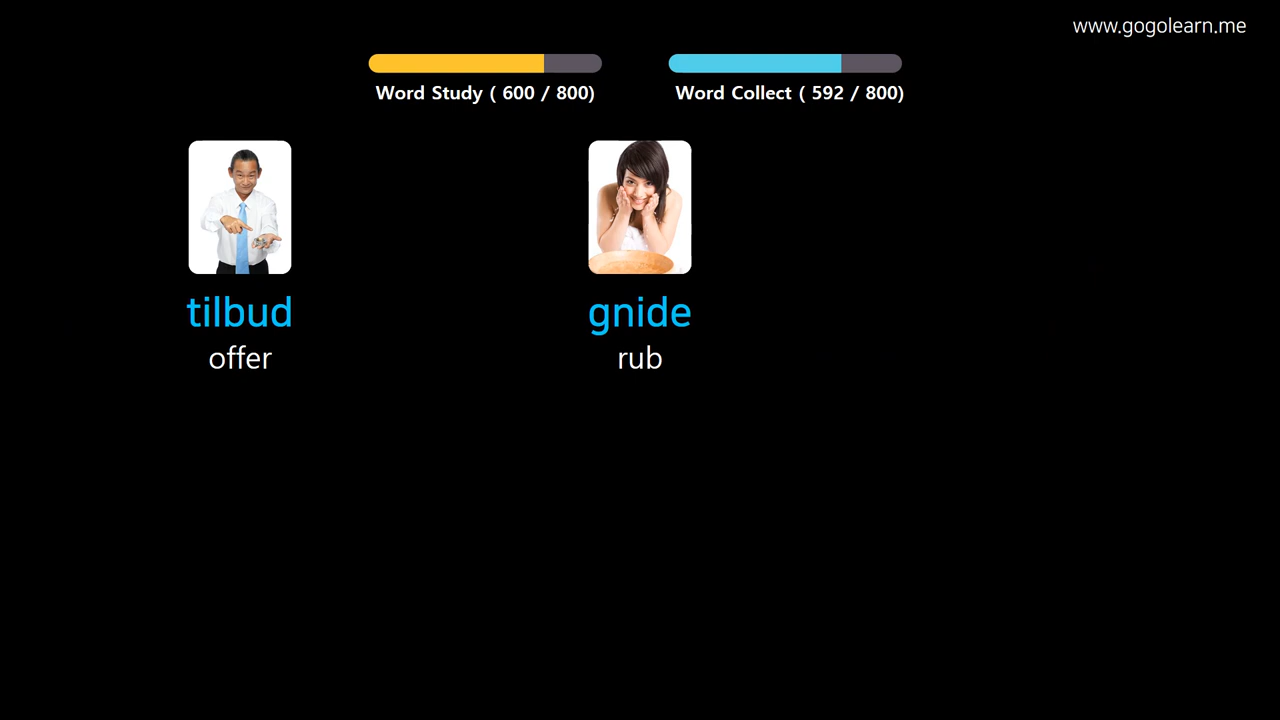 www.gogolearn.me
Word Study ( 600 / 800)
Word Collect ( 592 / 800)
tilbud
offer
gnide
rub